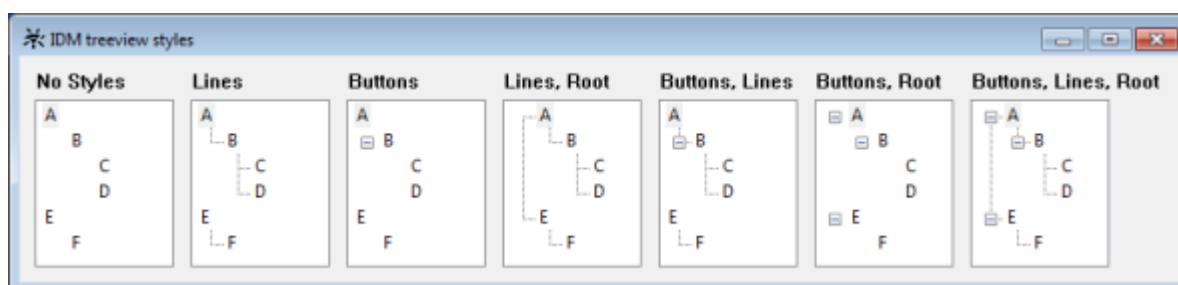 IDM treeview styles
No Styles Lines Buttons Lines, Root Buttons, Lines Buttons, Root Buttons, Lines, Root
A A A A A A A
B B B B B B B
C C C C C C C
D D D D D D D
E E E E E E E
F F F F F F F